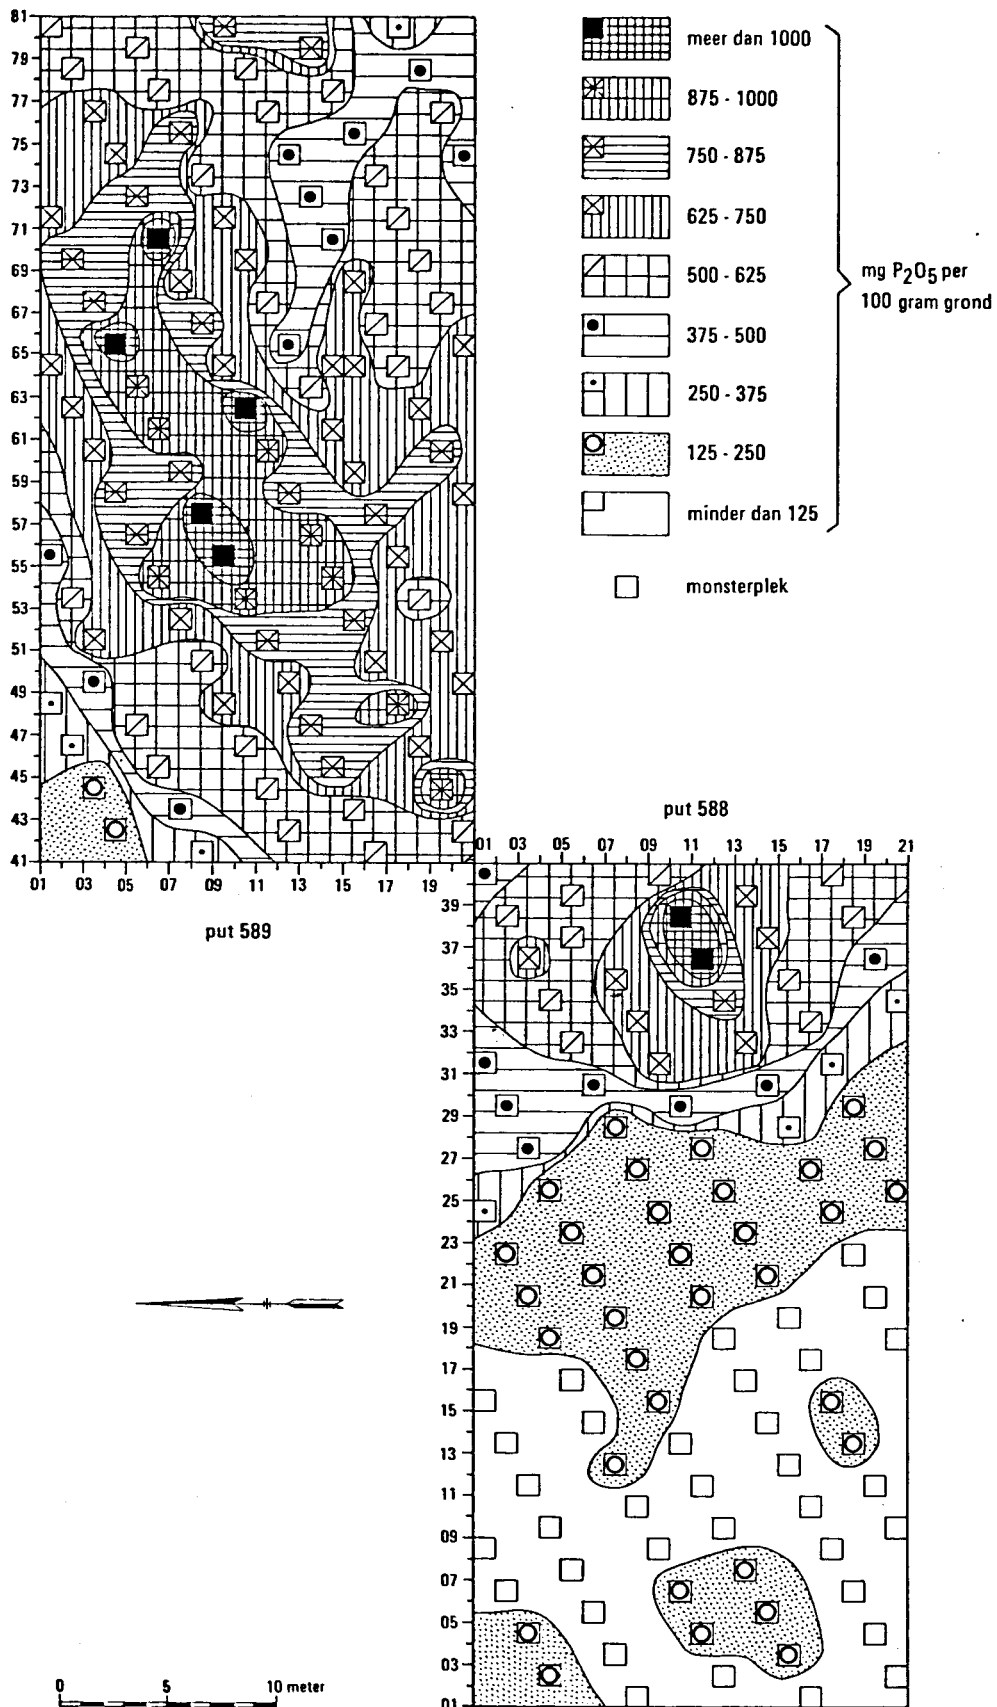 81
79
77
75
73
71
69
67
65
63
61
59
57
55
53
51
49
47
45
43
41
01 03 05 07 09 11 13 15 17 19
put 589
meer dan 1000
875 - 1000
750 - 875
625 - 750
500 - 625
375 - 500
250 - 375
125 - 250
minder dan 125
mg P₂O₅ per
100 gram grond
monsterplek
put 588
01 03 05 07 09 11 13 15 17 19 21
39
37
35
33
31
29
27
25
23
21
19
17
15
13
11
09
07
05
03
01
0 5 10 meter